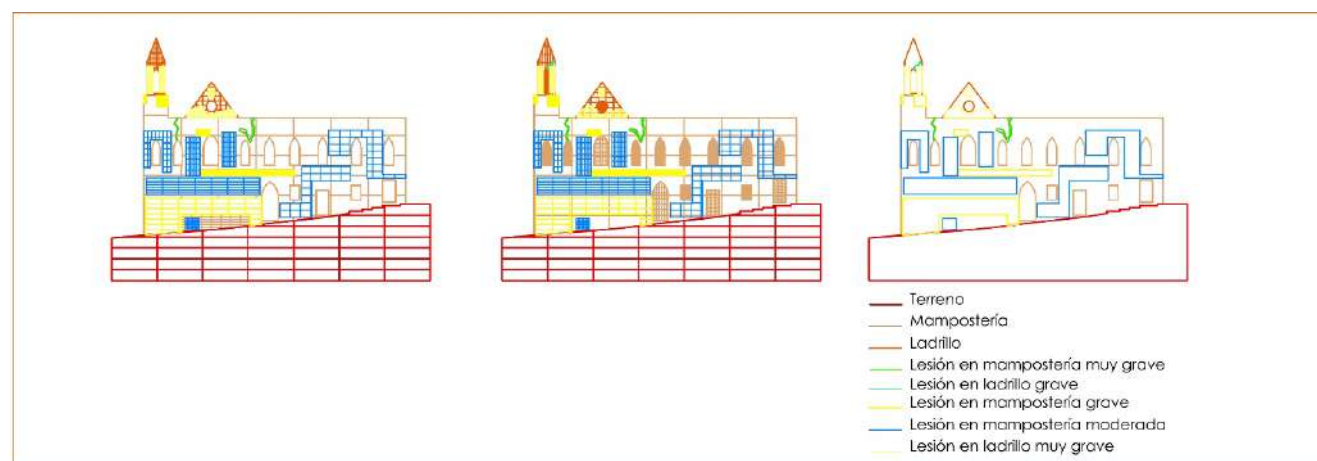 Terreno
Mampostería
Ladrillo
Lesión en mampostería muy grave
Lesión en ladrillo grave
Lesión en mampostería grave
Lesión en mampostería moderada
Lesión en ladrillo muy grave